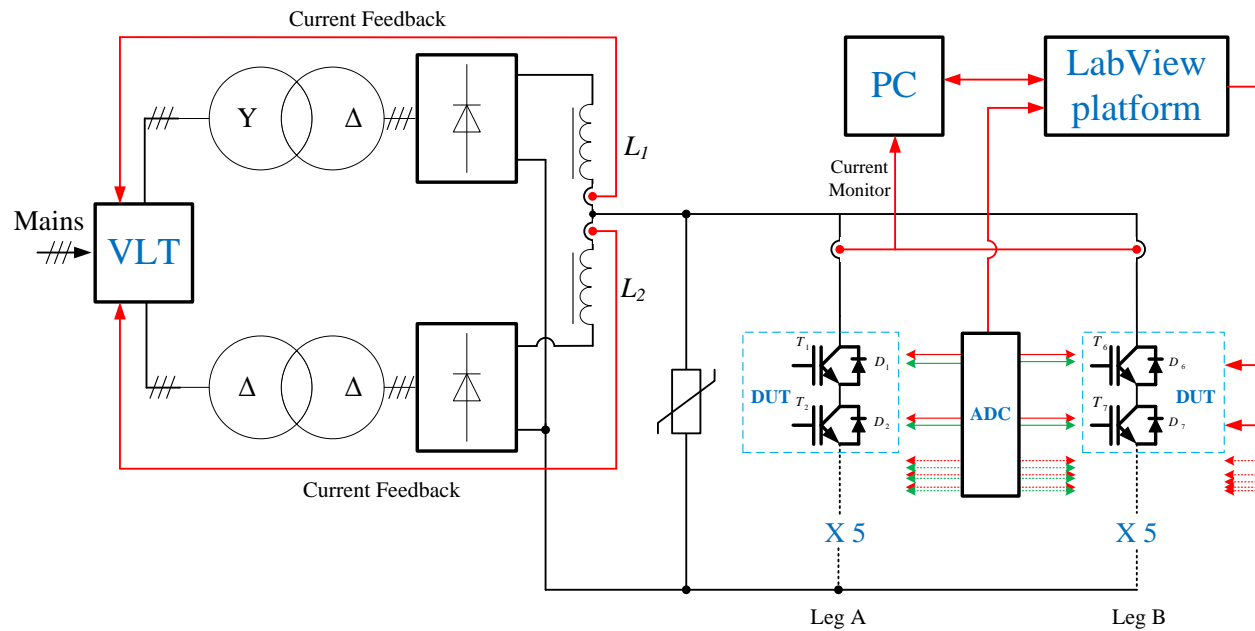 Current Feedback
Y
Δ
L1
PC
LabView
platform
Current
Monitor
Mains
VLT
L2
Δ
Δ
T1
D1
DUT
T2
D2
ADC
T6
D6
DUT
T7
D7
Current Feedback
X 5
X 5
Leg A
Leg B